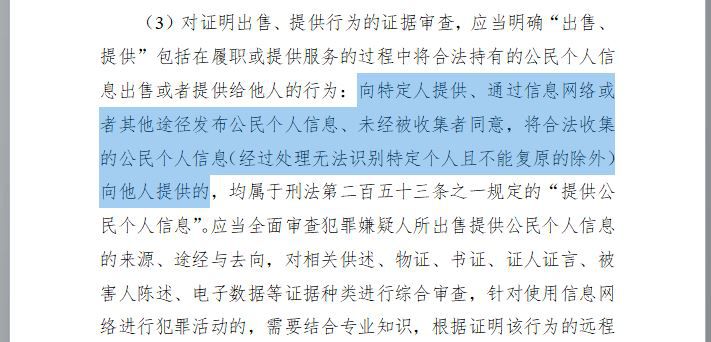 （3）对证明出售、提供行为的证据审查，应当明确“出售、
提供”包括在履职或提供服务的过程中将合法持有的公民个人信
息出售或者提供给他人的行为：向特定人提供、通过信息网络或
者其他途径发布公民个人信息、未经被收集者同意，将合法收集
的公民个人信息（经过处理无法识别特定个人且不能复原的除外）
向他人提供的，均属于刑法第二百五十三条之一规定的“提供公
民个人信息”。应当全面审查犯罪嫌疑人所出售提供公民个人信息
的来源、途经与去向，对相关供述、物证、书证、证人证言、被
害人陈述、电子数据等证据种类进行综合审查，针对使用信息网
络进行犯罪活动的，需要结合专业知识，根据证明该行为的远程